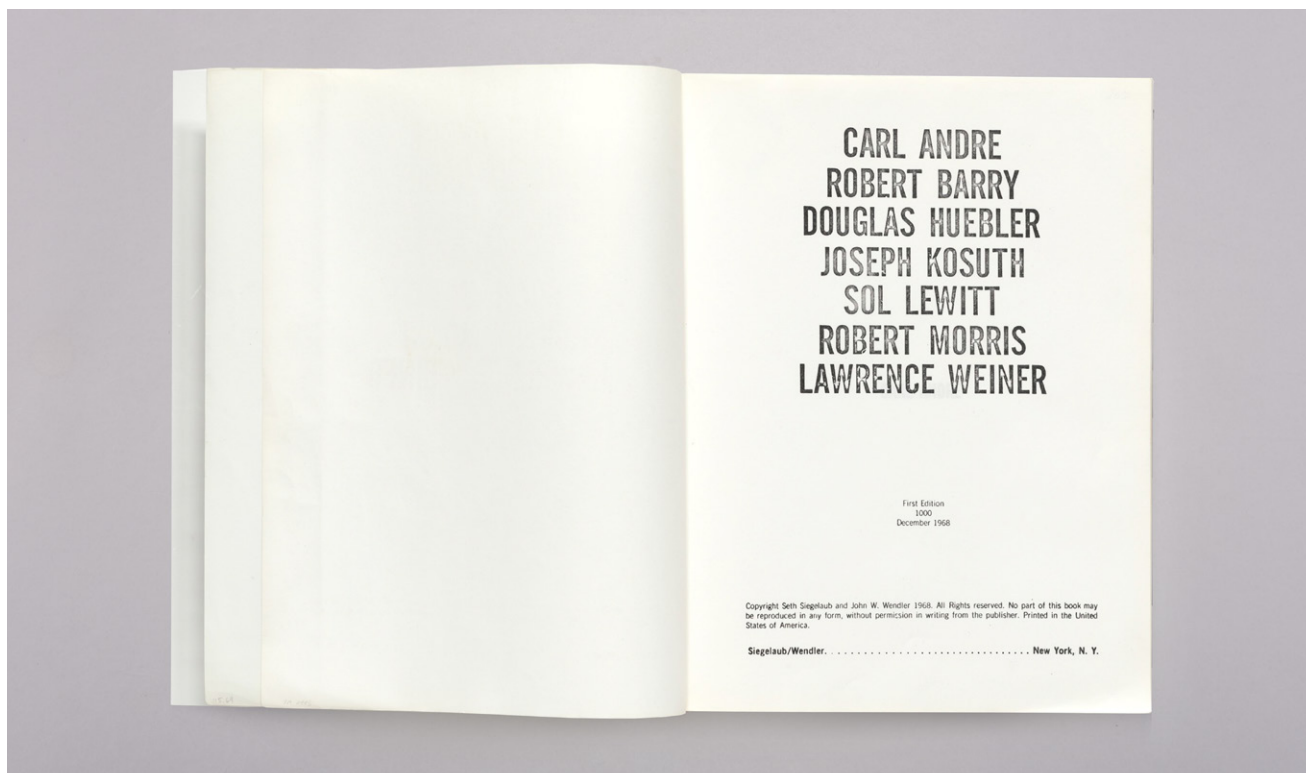 CARL ANDRE
ROBERT BARRY
DOUGLAS HUEBLER
JOSEPH KOSUTH
SOL LEWITT
ROBERT MORRIS
LAWRENCE WEINER
First Edition
1000
December 1968
Copyright Seth Siegelaub and John W. Wendler 1968. All Rights reserved. No part of this book may
be reproduced in any form, without permission in writing from the publisher. Printed in the United
States of America.
Siegelaub/Wendler. . . . . . . . . . . . . . . . . . . . . . . . . . . . . . . . New York, N. Y.